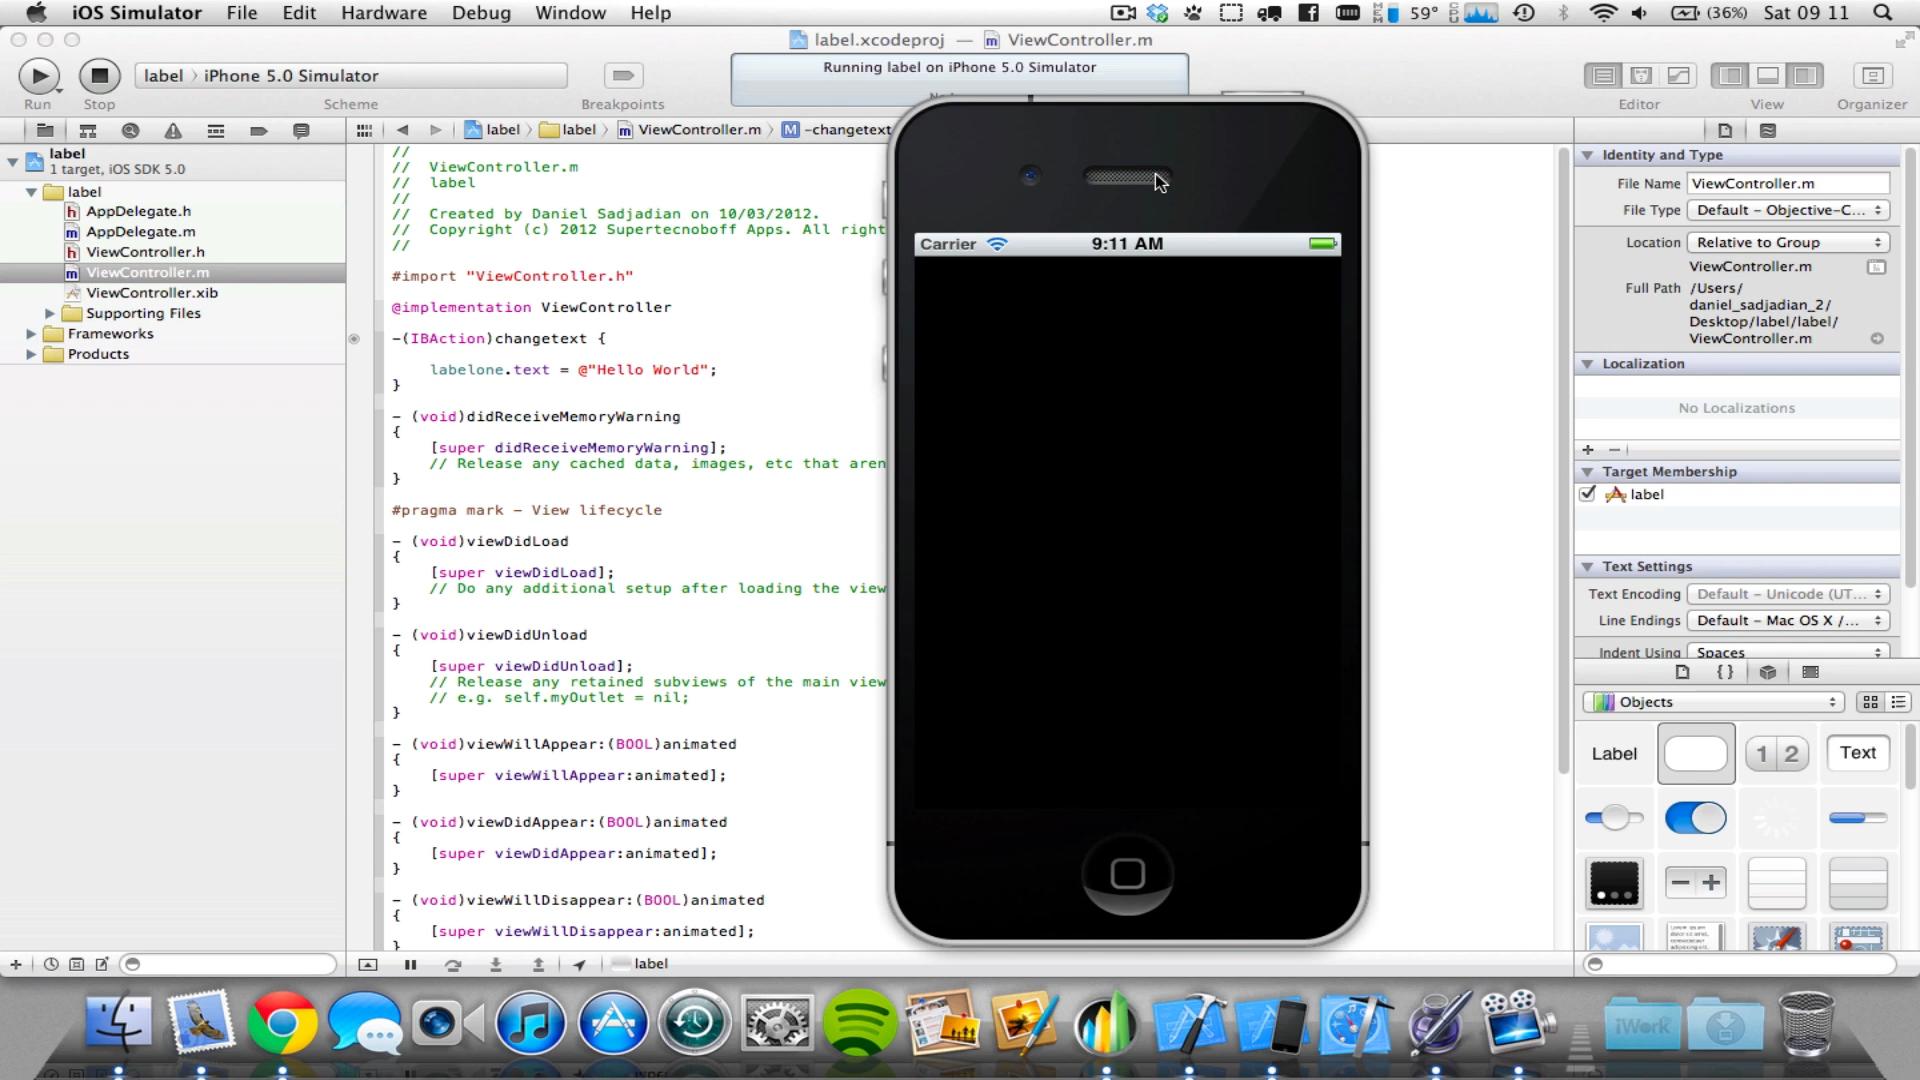 iOS Simulator File Edit Hardware Debug Window Help
59° (36%) Sat 09 11
label.xcodeproj — ViewController.m
Running label on iPhone 5.0 Simulator
label › iPhone 5.0 Simulator
Run Stop Scheme Breakpoints Editor View Organizer
label › label › ViewController.m › M -changetext
label
1 target, iOS SDK 5.0
label
h AppDelegate.h
m AppDelegate.m
h ViewController.h
m ViewController.m
ViewController.xib
Supporting Files
Frameworks
Products
//
// ViewController.m
// label
//
// Created by Daniel Sadjadian on 10/03/2012.
// Copyright (c) 2012 Supertecnoboff Apps. All right
//
#import "ViewController.h"
@implementation ViewController
-(IBAction)changetext {
labelone.text = @"Hello World";
}
- (void)didReceiveMemoryWarning
{
[super didReceiveMemoryWarning];
// Release any cached data, images, etc that aren
}
#pragma mark - View lifecycle
- (void)viewDidLoad
{
[super viewDidLoad];
// Do any additional setup after loading the view
}
- (void)viewDidUnload
{
[super viewDidUnload];
// Release any retained subviews of the main view
// e.g. self.myOutlet = nil;
}
- (void)viewWillAppear:(BOOL)animated
{
[super viewWillAppear:animated];
}
- (void)viewDidAppear:(BOOL)animated
{
[super viewDidAppear:animated];
}
- (void)viewWillDisappear:(BOOL)animated
{
[super viewWillDisappear:animated];
}
label
Carrier 9:11 AM
Identity and Type
File Name ViewController.m
File Type Default - Objective-C...
Location Relative to Group
ViewController.m
Full Path /Users/
daniel_sadjadian_2/
Desktop/label/label/
ViewController.m
Localization
No Localizations
Target Membership
label
Text Settings
Text Encoding Default - Unicode (UT...
Line Endings Default - Mac OS X /...
Indent Using Spaces
Objects
Label 1 2 Text
iWork